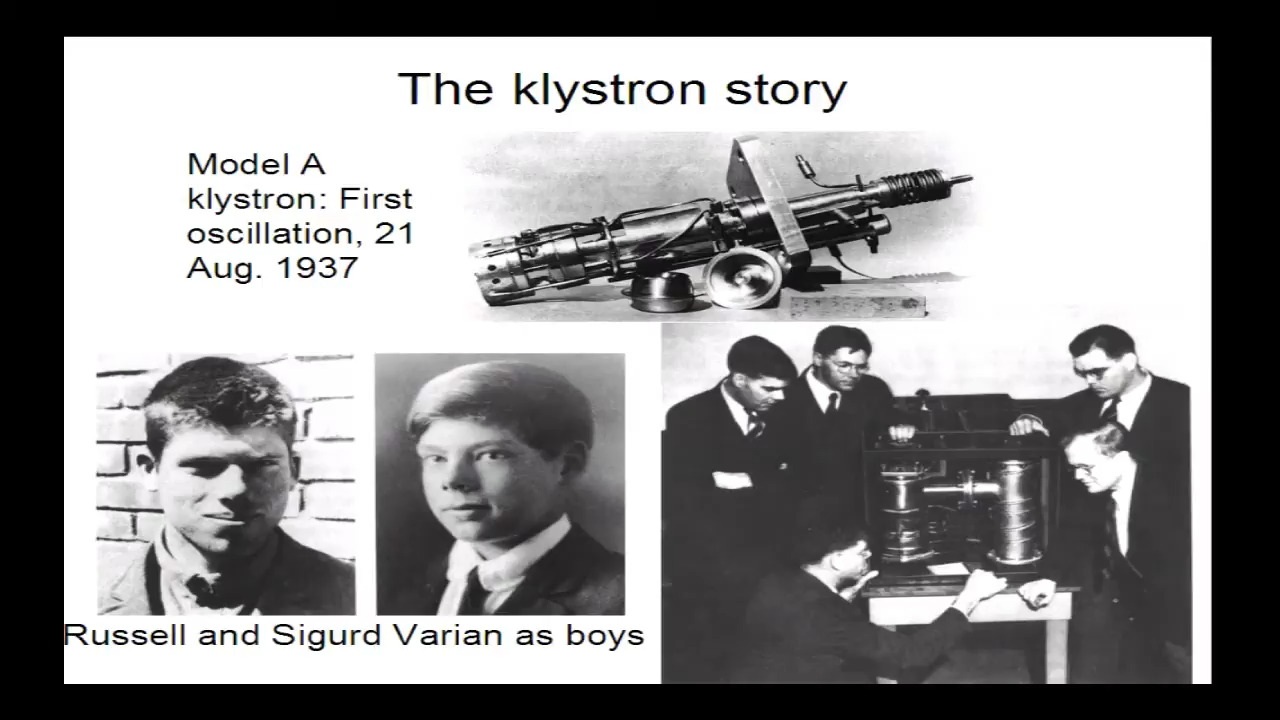 The klystron story
Model A
klystron: First
oscillation, 21
Aug. 1937
Russell and Sigurd Varian as boys